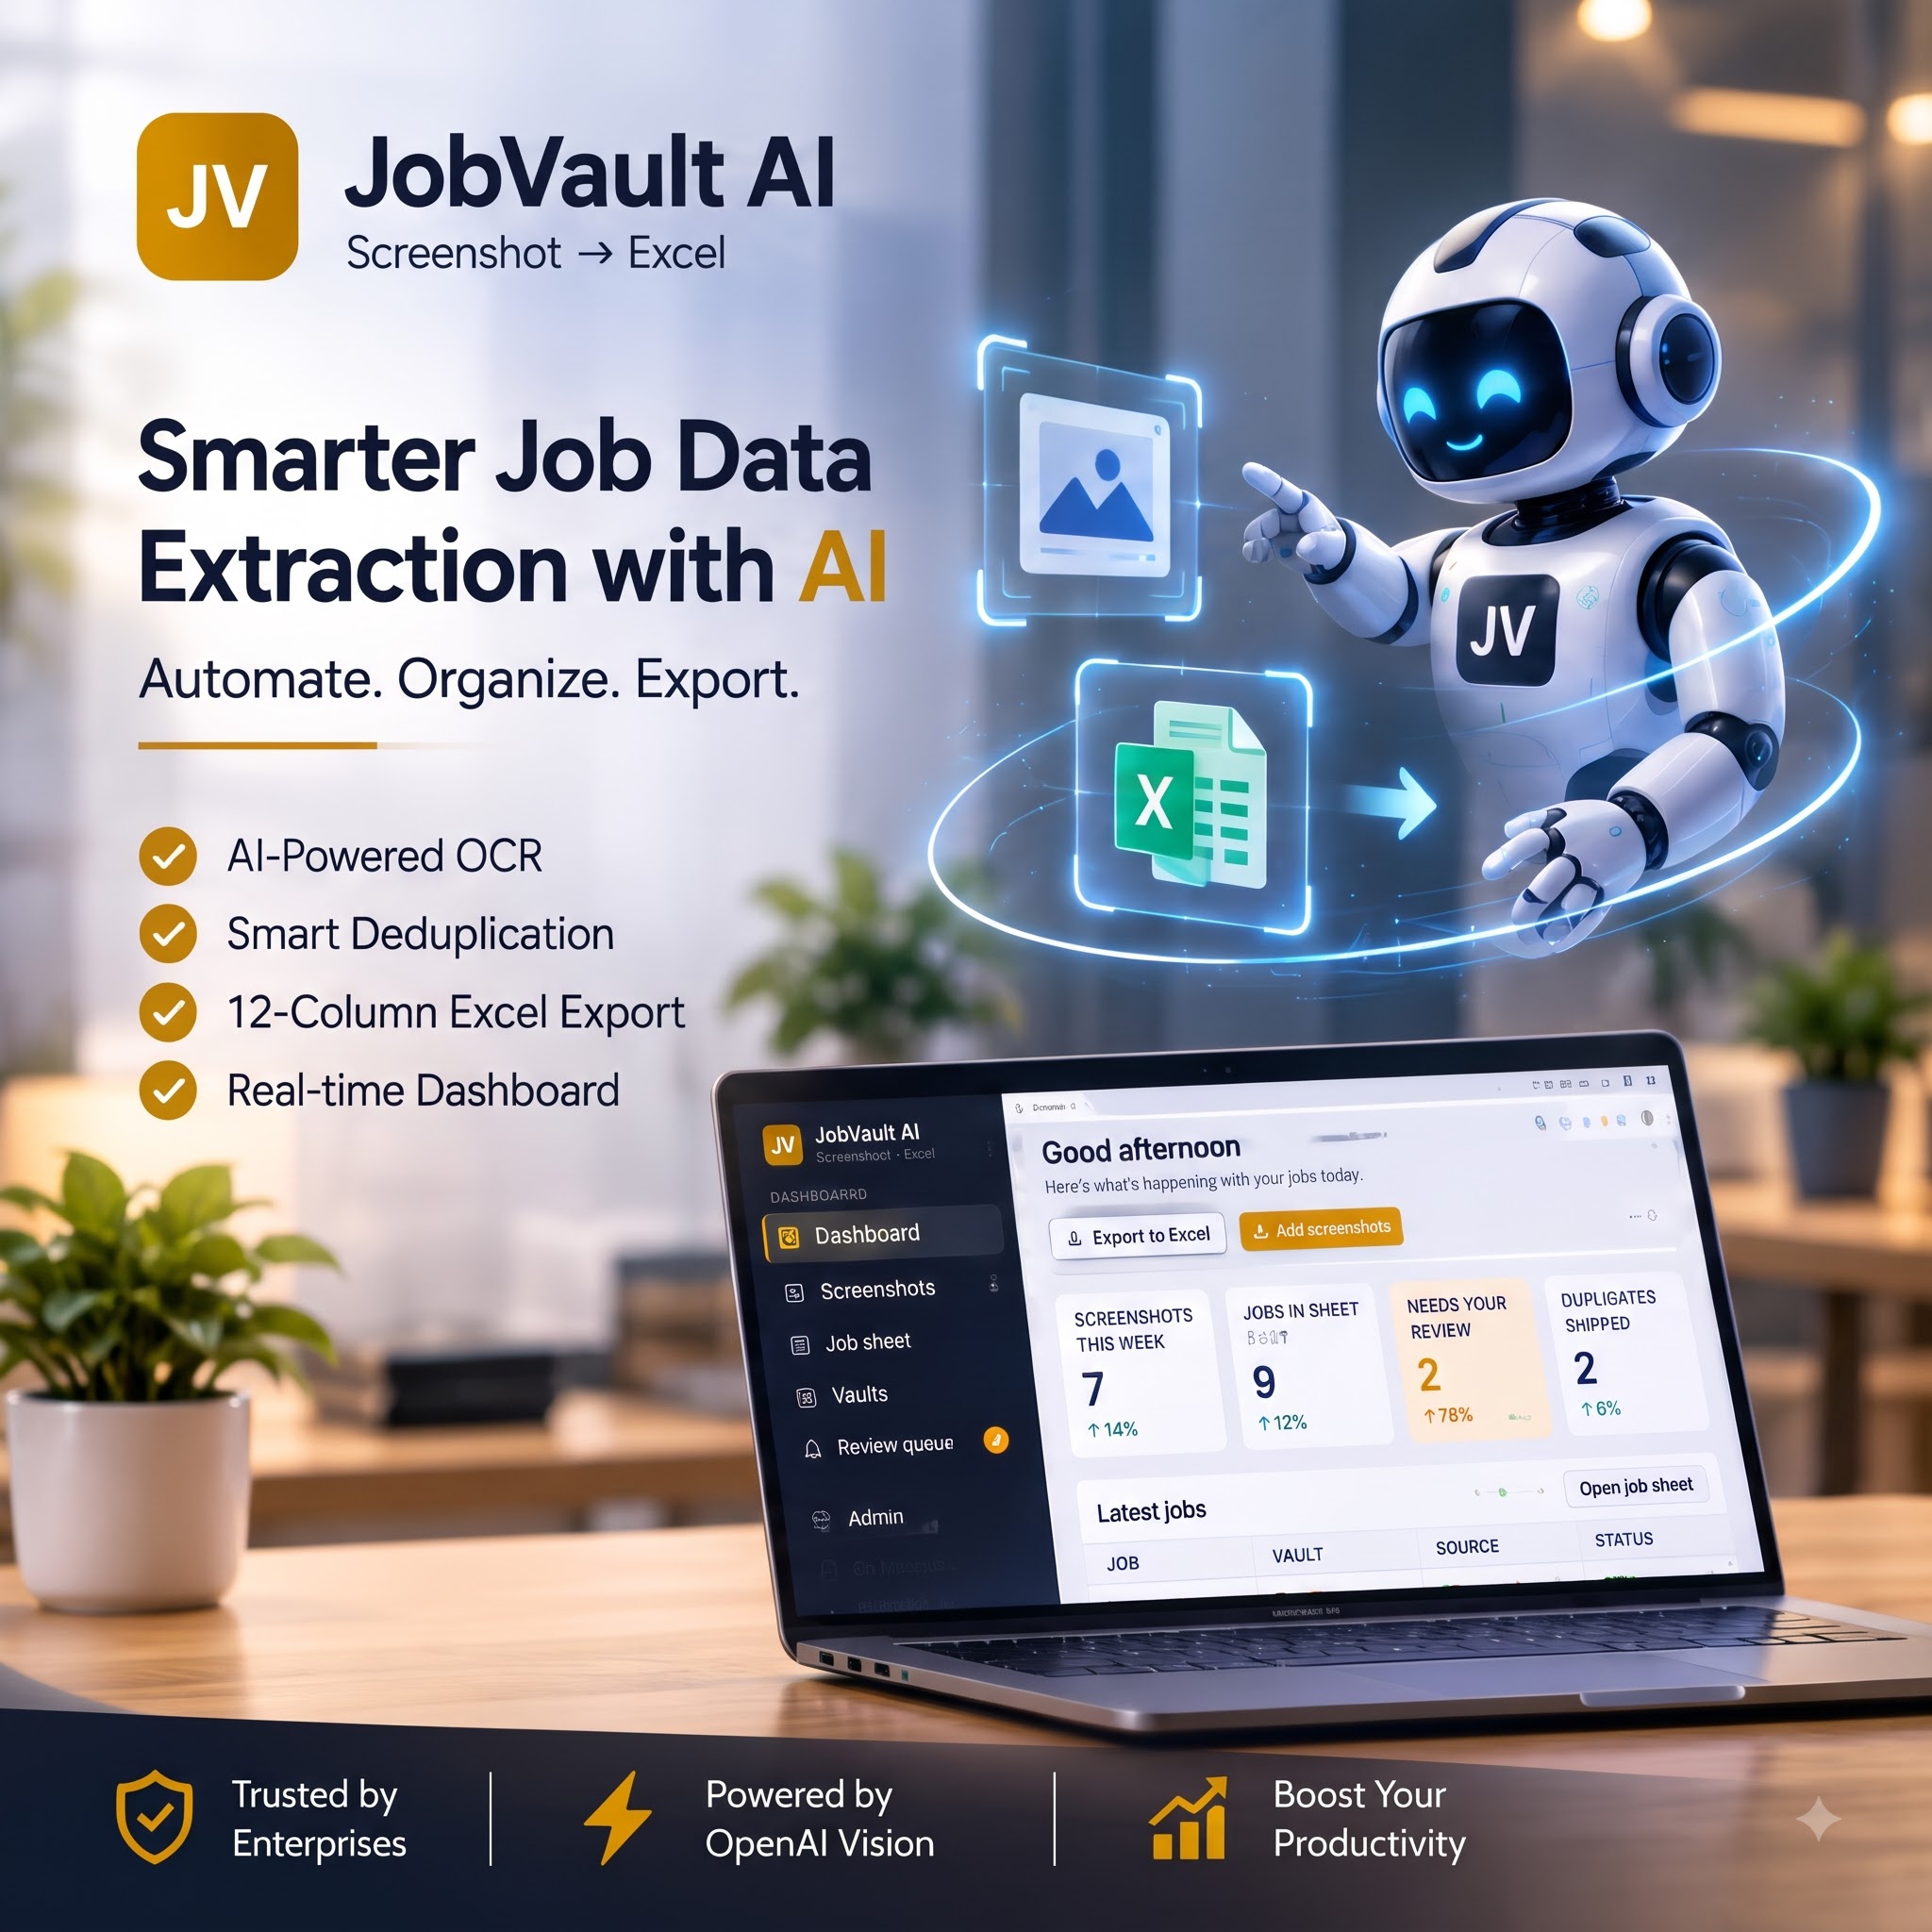 JV
JobVault AI
Screenshot → Excel
Smarter Job Data
Extraction with AI
Automate. Organize. Export.
AI-Powered OCR
Smart Deduplication
12-Column Excel Export
Real-time Dashboard
JV
X
JV
JobVault AI
Screenshoot · Excel
DASHBOARRD
Dashboard
Screenshots
Job sheet
Vaults
Review queue
Admin
13
Good afternoon
Here's what's happening with your jobs today.
Export to Excel
Add screenshots
SCREENSHOTS
THIS WEEK
7
↑ 14%
JOBS IN SHEET
9
↑ 12%
NEEDS YOUR
REVIEW
2
↑ 78%
DUPLIGATES
SHIPPED
2
↑ 6%
Latest jobs
Open job sheet
JOB VAULT SOURCE STATUS
Trusted by
Enterprises
Powered by
OpenAI Vision
Boost Your
Productivity